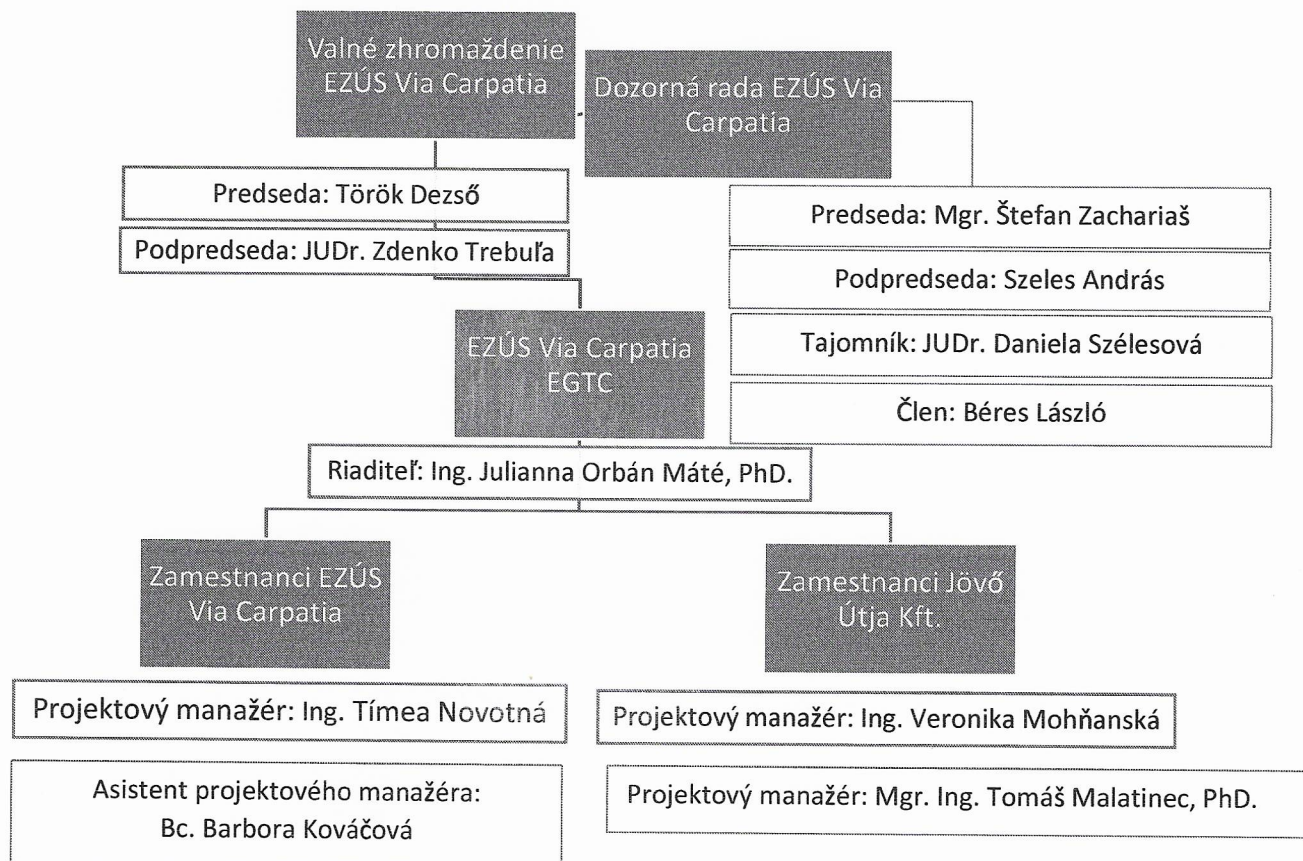 Valné zhromaždenie
EZÚS Via Carpatia
Dozorná rada EZÚS Via
Carpatia
Predseda: Török Dezső
Podpredseda: JUDr. Zdenko Trebuľa
Predseda: Mgr. Štefan Zachariaš
Podpredseda: Szeles András
Tajomník: JUDr. Daniela Szélesová
Člen: Béres László
EZÚS Via Carpatia
EGTC
Riaditeľ: Ing. Julianna Orbán Máté, PhD.
Zamestnanci EZÚS
Via Carpatia
Zamestnanci Jövő
Útja Kft.
Projektový manažér: Ing. Tímea Novotná
Asistent projektového manažéra:
Bc. Barbora Kováčová
Projektový manažér: Ing. Veronika Mohňanská
Projektový manažér: Mgr. Ing. Tomáš Malatinec, PhD.